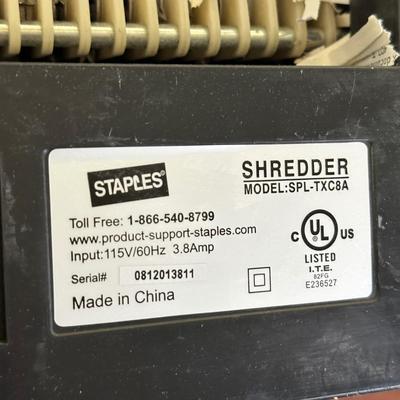 STAPLES
SHREDDER
MODEL:SPL-TXC8A
Toll Free: 1-866-540-8799
www.product-support-staples.com
Input:115V/60Hz 3.8Amp
Serial# 0812013811
Made in China
C UL US
LISTED
I.T.E.
82FG
E236527